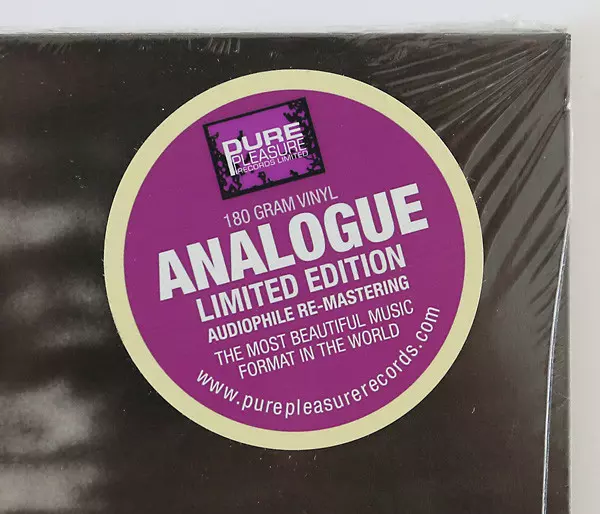 PURE
PLEASURE
RECORDS LIMITED
180 GRAM VINYL
ANALOGUE
LIMITED EDITION
AUDIOPHILE RE-MASTERING
THE MOST BEAUTIFUL MUSIC
FORMAT IN THE WORLD
www.purepleasurerecords.com